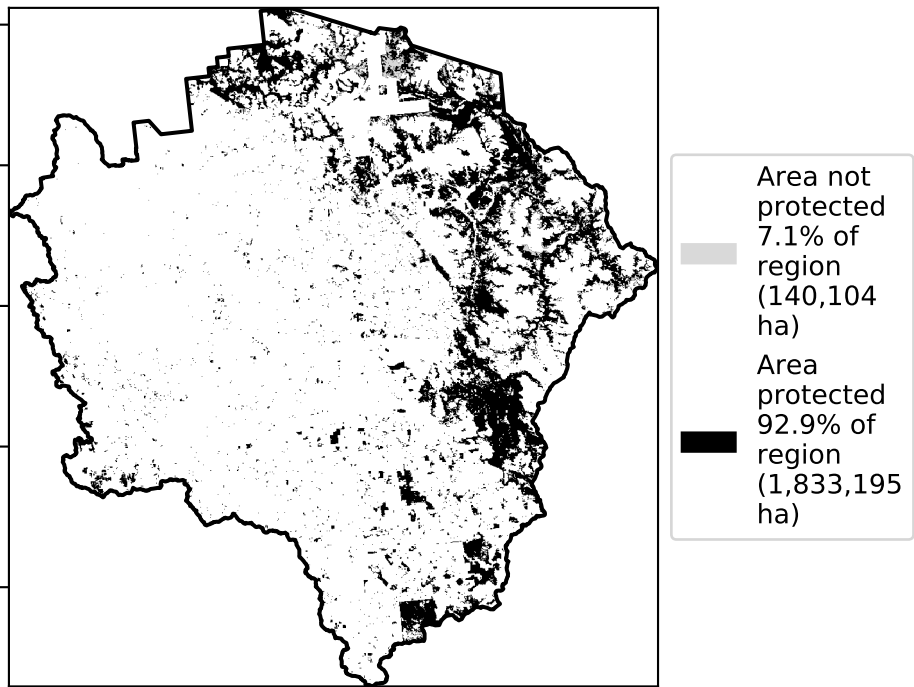 Area not
protected
7.1% of
region
(140,104
ha)
Area
protected
92.9% of
region
(1,833,195
ha)